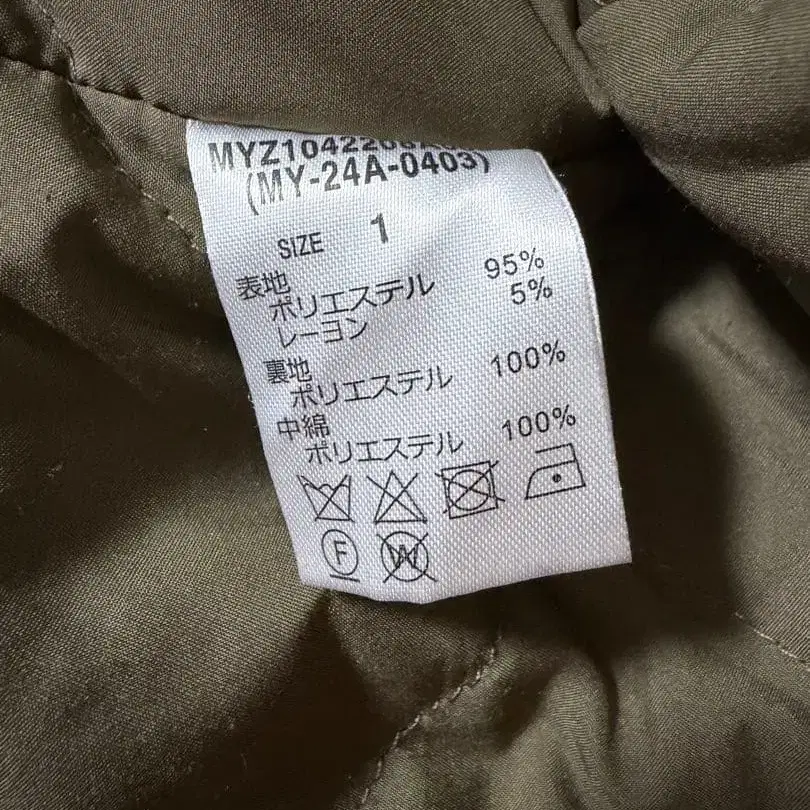 (MY-24A-0403)
SIZE 1
表地
ポリエステル 95%
レーヨン 5%
裏地
ポリエステル 100%
中綿
ポリエステル 100%
F W